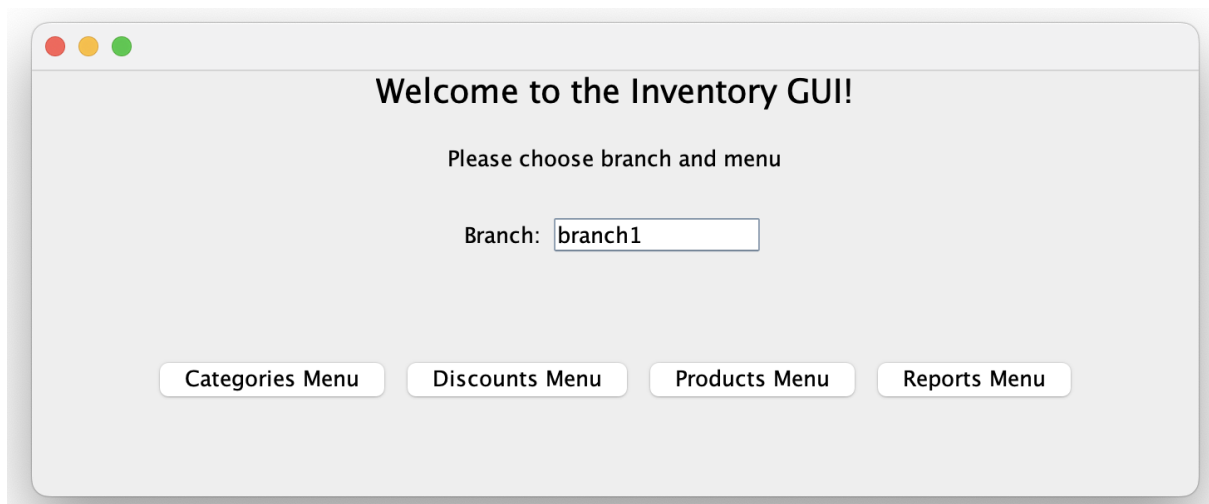 Welcome to the Inventory GUI!
Please choose branch and menu
Branch: branch1
Categories Menu Discounts Menu Products Menu Reports Menu